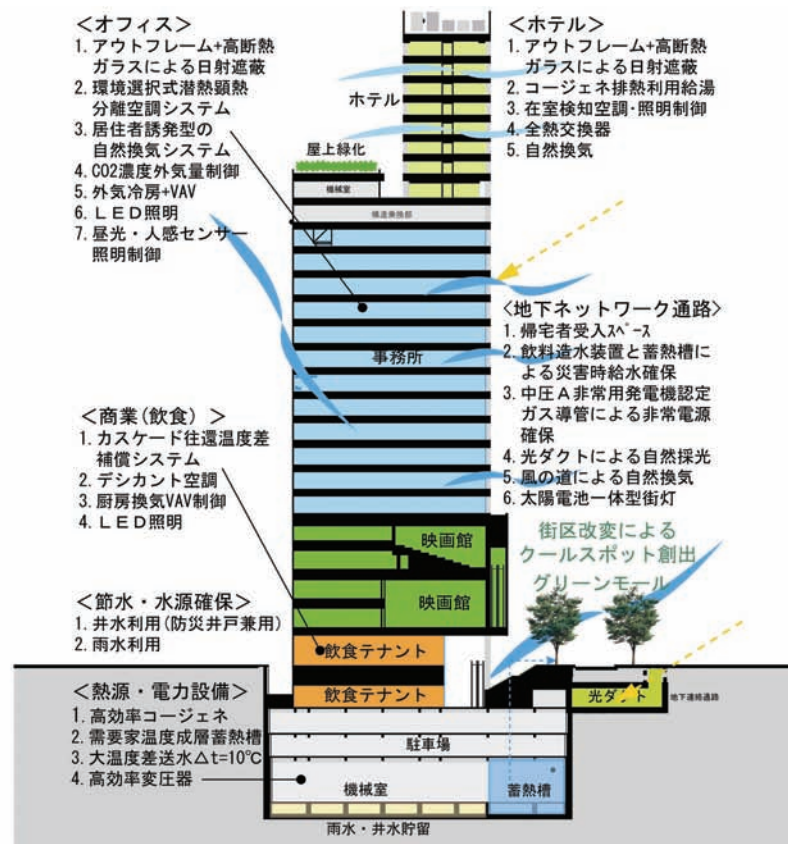 <オフィス>
1. アウトフレーム+高断熱
ガラスによる日射遮蔽
2. 環境選択式潜熱顕熱
分離空調システム
3. 居住者誘発型の
自然換気システム
4. CO2濃度外気量制御
5. 外気冷房+VAV
6. ＬＥＤ照明
7. 昼光・人感センサー
照明制御
<ホテル>
1. アウトフレーム+高断熱
ガラスによる日射遮蔽
2. コージェネ排熱利用給湯
3. 在室検知空調・照明制御
4. 全熱交換器
5. 自然換気
ホテル
屋上緑化
機械室
構造乗換部
事務所
<地下ネットワーク通路>
1. 帰宅者受入ｽﾍﾟｰｽ
2. 飲料造水装置と蓄熱槽に
よる災害時給水確保
3. 中圧Ａ非常用発電機認定
ガス導管による非常電源
確保
4. 光ダクトによる自然採光
5. 風の道による自然換気
6. 太陽電池一体型街灯
<商業(飲食)>
1. カスケード往還温度差
補償システム
2. デシカント空調
3. 厨房換気VAV制御
4. ＬＥＤ照明
映画館
映画館
街区改変による
クールスポット創出
グリーンモール
<節水・水源確保>
1. 井水利用(防災井戸兼用)
2. 雨水利用
飲食テナント
飲食テナント
光ダクト
地下連絡通路
<熱源・電力設備>
1. 高効率コージェネ
2. 需要家温度成層蓄熱槽
3. 大温度差送水Δt=10℃
4. 高効率変圧器
駐車場
機械室
蓄熱槽
雨水・井水貯留